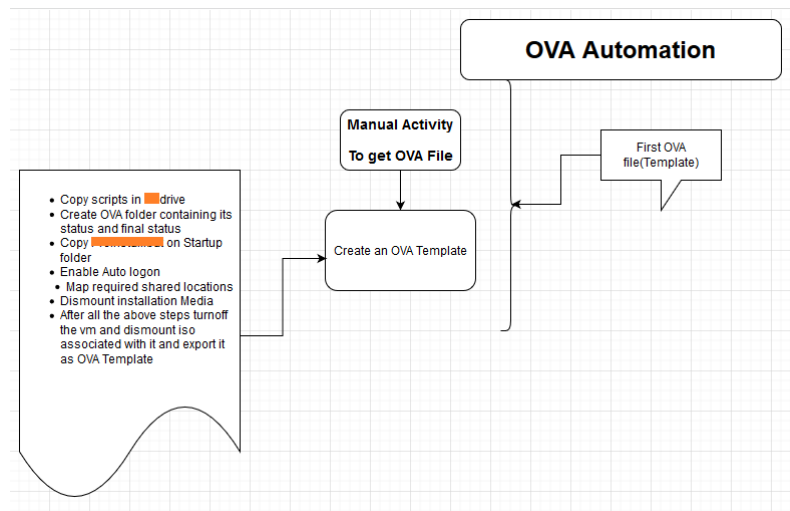 OVA Automation
Manual Activity
To get OVA File
First OVA
file(Template)
Create an OVA Template
Copy scripts in drive
Create OVA folder containing its
status and final status
Copy on Startup
folder
Enable Auto logon
Map required shared locations
Dismount installation Media
After all the above steps turnoff
the vm and dismount iso
associated with it and export it
as OVA Template